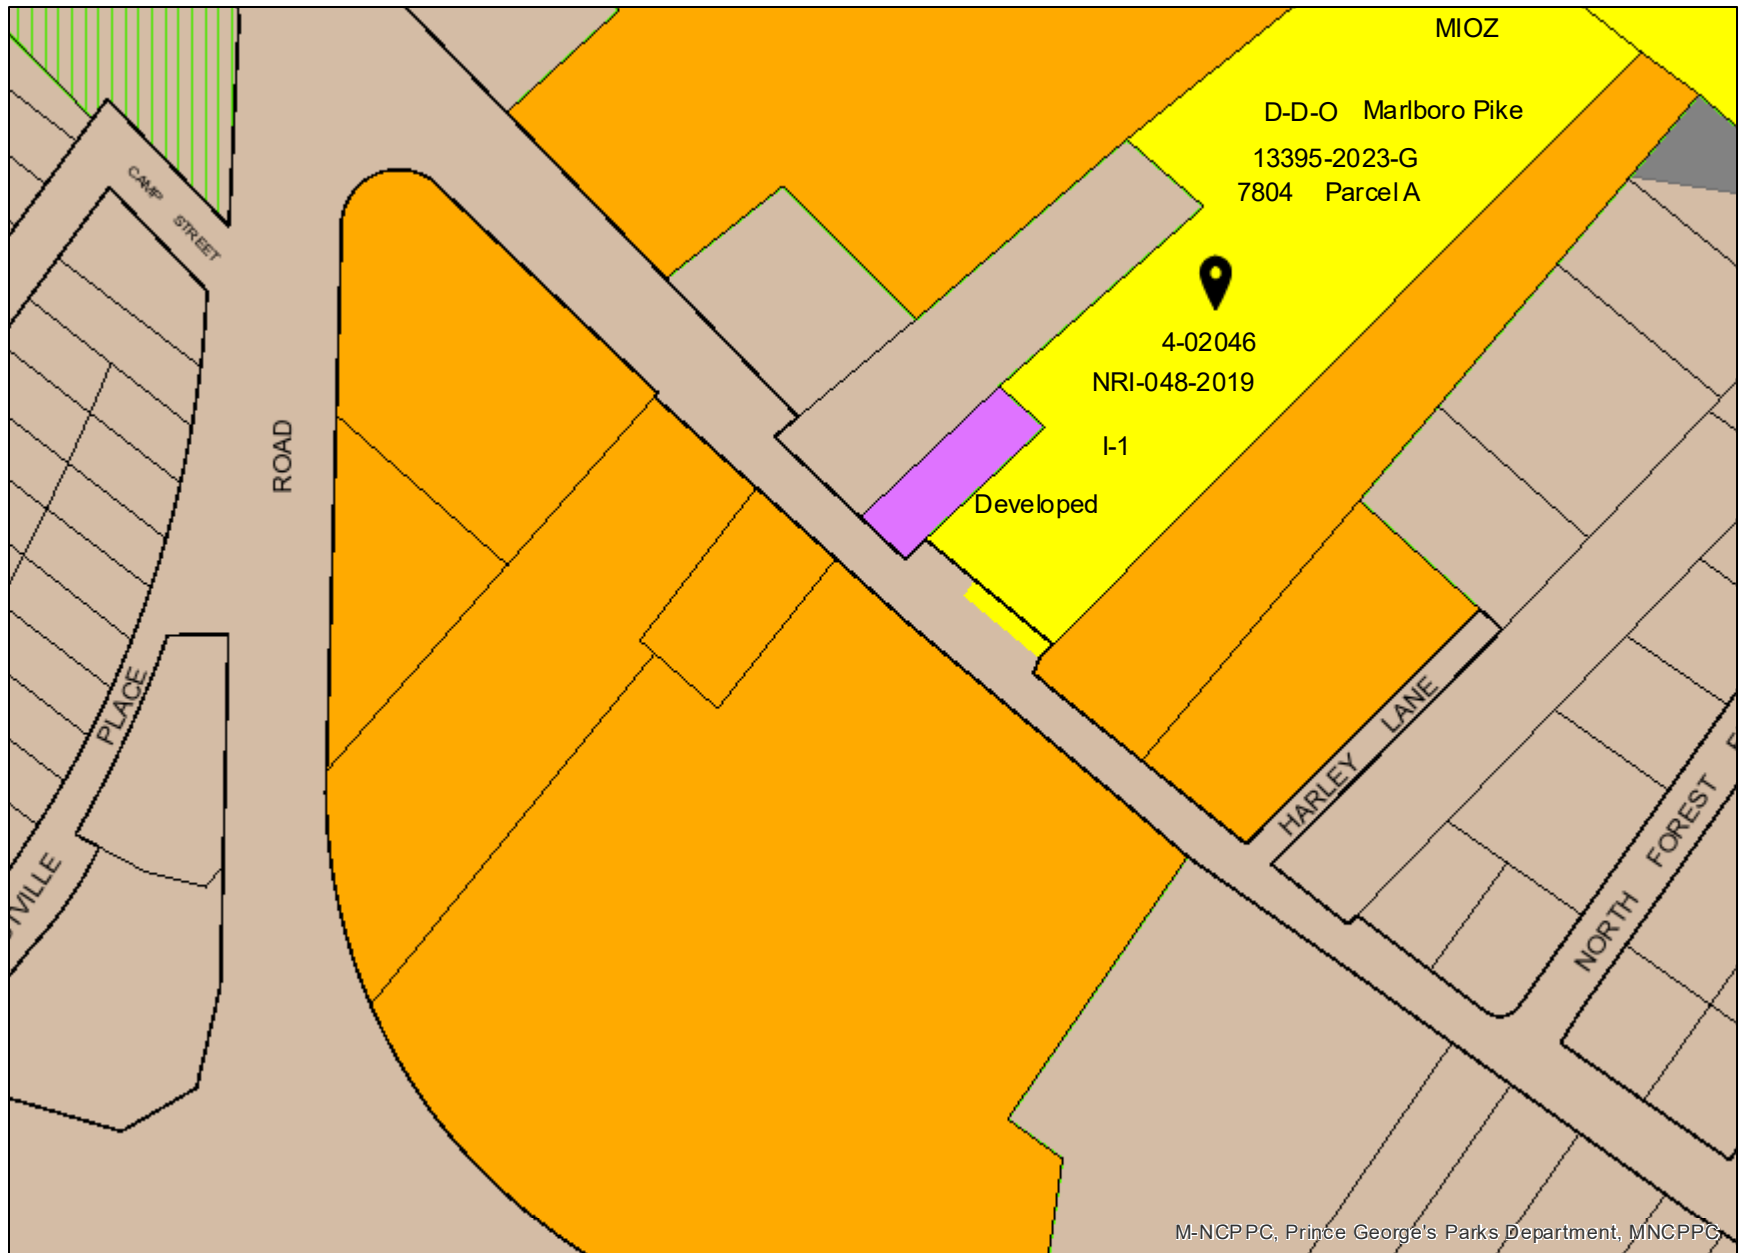 MIOZ
D-D-O Marlboro Pike
13395-2023-G
7804 Parcel A
CAMP
STREET
4-02046
NRI-048-2019
I-1
ROAD
Developed
PLACE
HARLEY LANE
NORTH FOREST
M-NCPPC, Prince George's Parks Department, MNCPPC